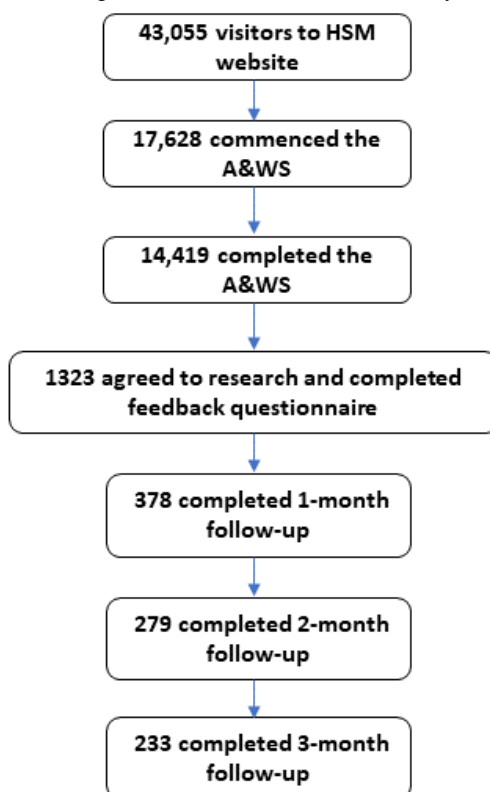 43,055 visitors to HSM
website
17,628 commenced the
A&WS
14,419 completed the
A&WS
1323 agreed to research and completed
feedback questionnaire
378 completed 1-month
follow-up
279 completed 2-month
follow-up
233 completed 3-month
follow-up